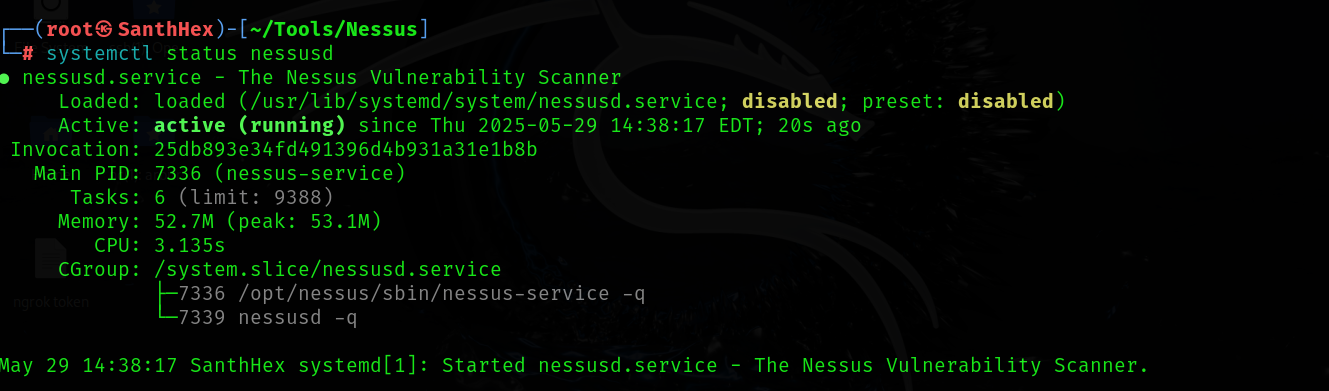 ┌──(root㉿SanthHex)-[~/Tools/Nessus]
└─# systemctl status nessusd
● nessusd.service - The Nessus Vulnerability Scanner
     Loaded: loaded (/usr/lib/systemd/system/nessusd.service; disabled; preset: disabled)
     Active: active (running) since Thu 2025-05-29 14:38:17 EDT; 20s ago
 Invocation: 25db893e34fd491396d4b931a31e1b8b
   Main PID: 7336 (nessus-service)
      Tasks: 6 (limit: 9388)
     Memory: 52.7M (peak: 53.1M)
        CPU: 3.135s
     CGroup: /system.slice/nessusd.service
             ├─7336 /opt/nessus/sbin/nessus-service -q
             └─7339 nessusd -q
ngrok token
May 29 14:38:17 SanthHex systemd[1]: Started nessusd.service - The Nessus Vulnerability Scanner.